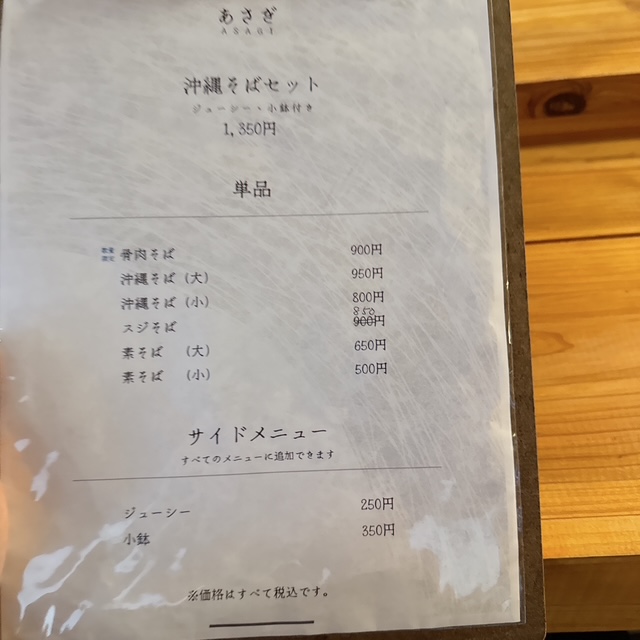 あさぎ
ASAGI
沖縄そばセット
ジューシー、小鉢付き
1,350円
単品
数量限定 骨肉そば 900円
沖縄そば（大） 950円
沖縄そば（小） 800円
850
スジそば 900円
素そば （大） 650円
素そば （小） 500円
サイドメニュー
すべてのメニューに追加できます
ジューシー 250円
小鉢 350円
※価格はすべて税込です。